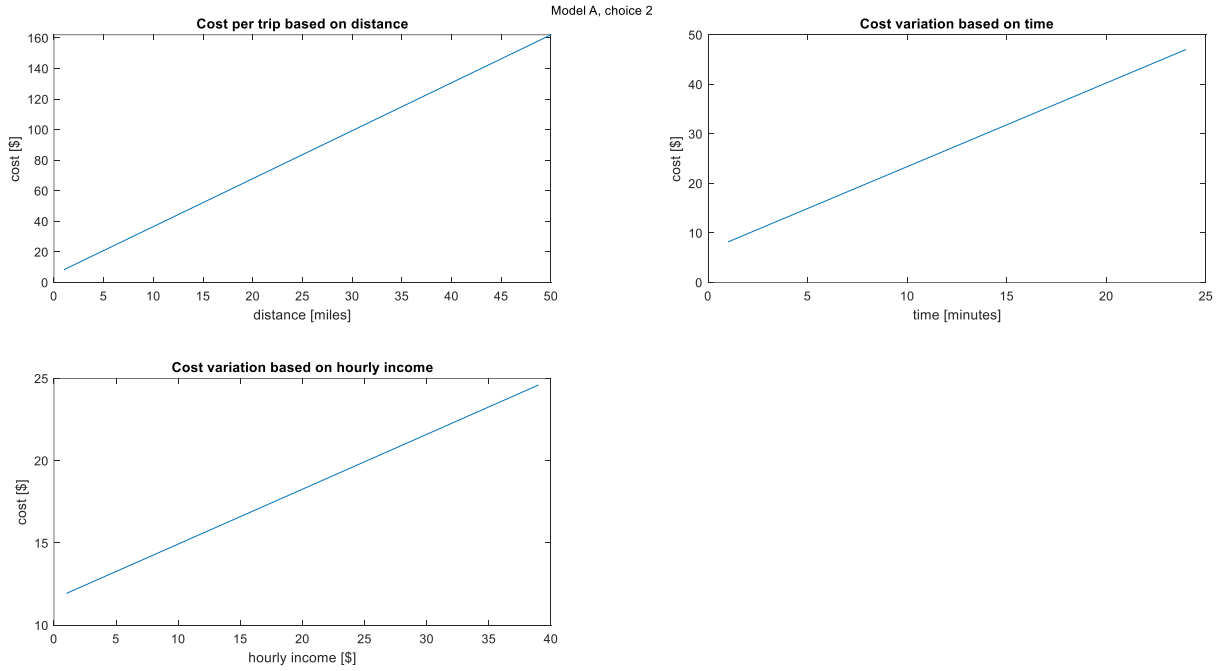 Model A, choice 2
Cost per trip based on distance
160
140
120
100
80
60
40
20
0
cost [$]
0 5 10 15 20 25 30 35 40 45 50
distance [miles]
Cost variation based on time
50
40
30
20
10
0
cost [$]
0 5 10 15 20 25
time [minutes]
Cost variation based on hourly income
25
20
15
10
cost [$]
0 5 10 15 20 25 30 35 40
hourly income [$]